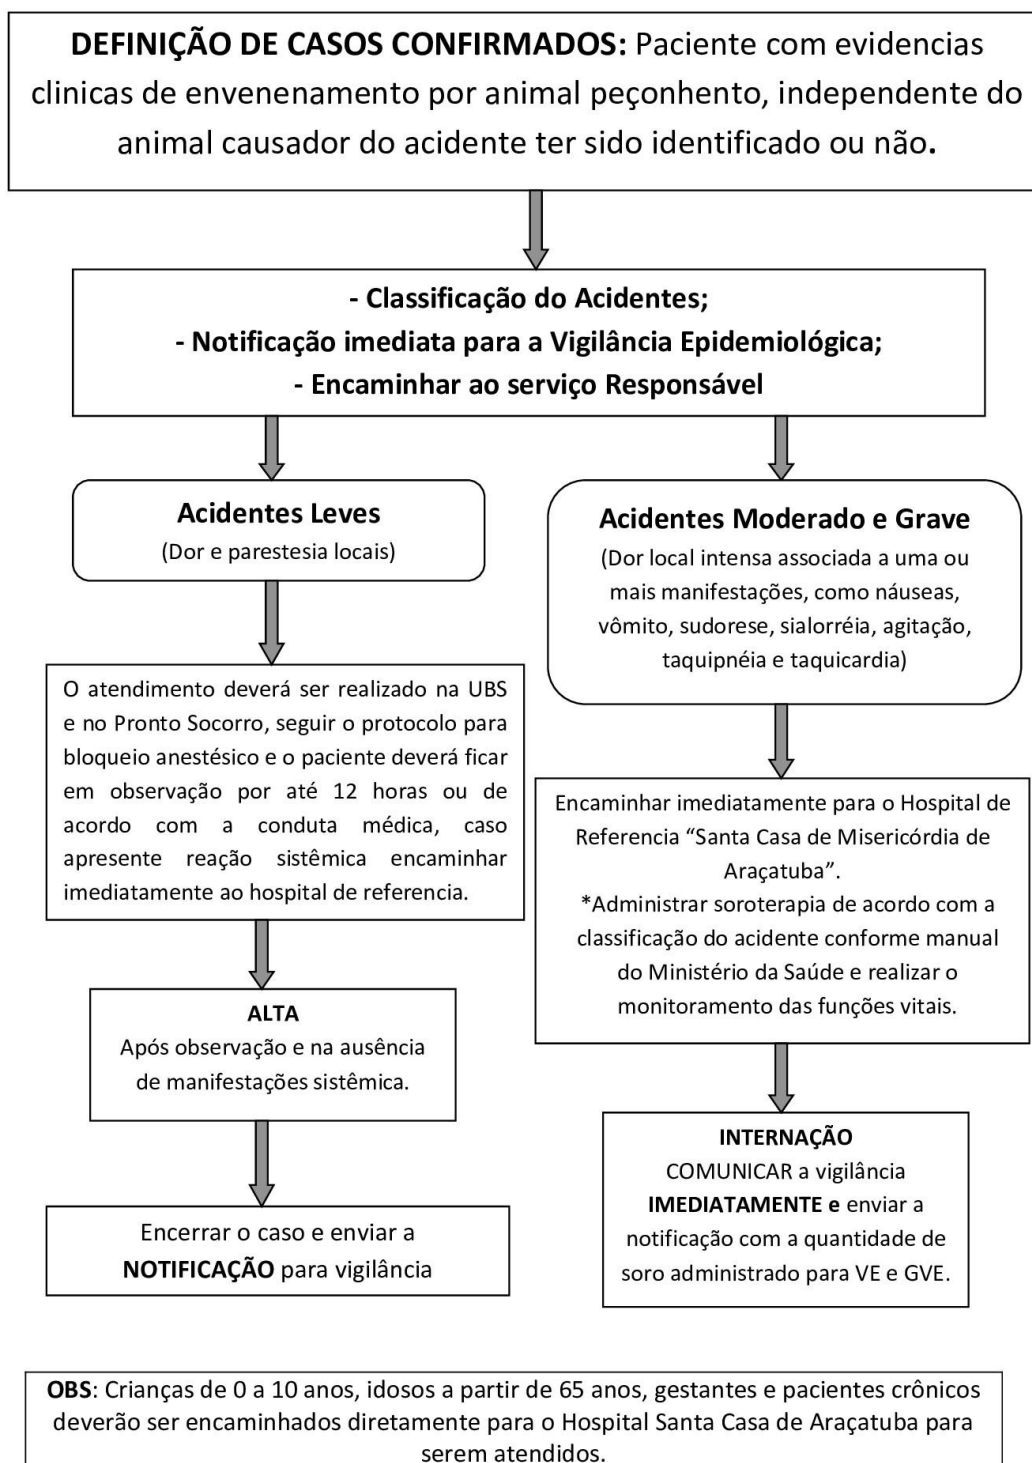 DEFINIÇÃO DE CASOS CONFIRMADOS: Paciente com evidencias
clinicas de envenenamento por animal peçonhento, independente do
animal causador do acidente ter sido identificado ou não.
- Classificação do Acidentes;
- Notificação imediata para a Vigilância Epidemiológica;
- Encaminhar ao serviço Responsável
Acidentes Leves
(Dor e parestesia locais)
Acidentes Moderado e Grave
(Dor local intensa associada a uma ou
mais manifestações, como náuseas,
vômito, sudorese, sialorréia, agitação,
taquipnéia e taquicardia)
O atendimento deverá ser realizado na UBS
e no Pronto Socorro, seguir o protocolo para
bloqueio anestésico e o paciente deverá ficar
em observação por até 12 horas ou de
acordo com a conduta médica, caso
apresente reação sistêmica encaminhar
imediatamente ao hospital de referencia.
Encaminhar imediatamente para o Hospital de
Referencia “Santa Casa de Misericórdia de
Araçatuba”.
*Administrar soroterapia de acordo com a
classificação do acidente conforme manual
do Ministério da Saúde e realizar o
monitoramento das funções vitais.
ALTA
Após observação e na ausência
de manifestações sistêmica.
INTERNAÇÃO
COMUNICAR a vigilância
IMEDIATAMENTE e enviar a
notificação com a quantidade de
soro administrado para VE e GVE.
Encerrar o caso e enviar a
NOTIFICAÇÃO para vigilância
OBS: Crianças de 0 a 10 anos, idosos a partir de 65 anos, gestantes e pacientes crônicos
deverão ser encaminhados diretamente para o Hospital Santa Casa de Araçatuba para
serem atendidos.